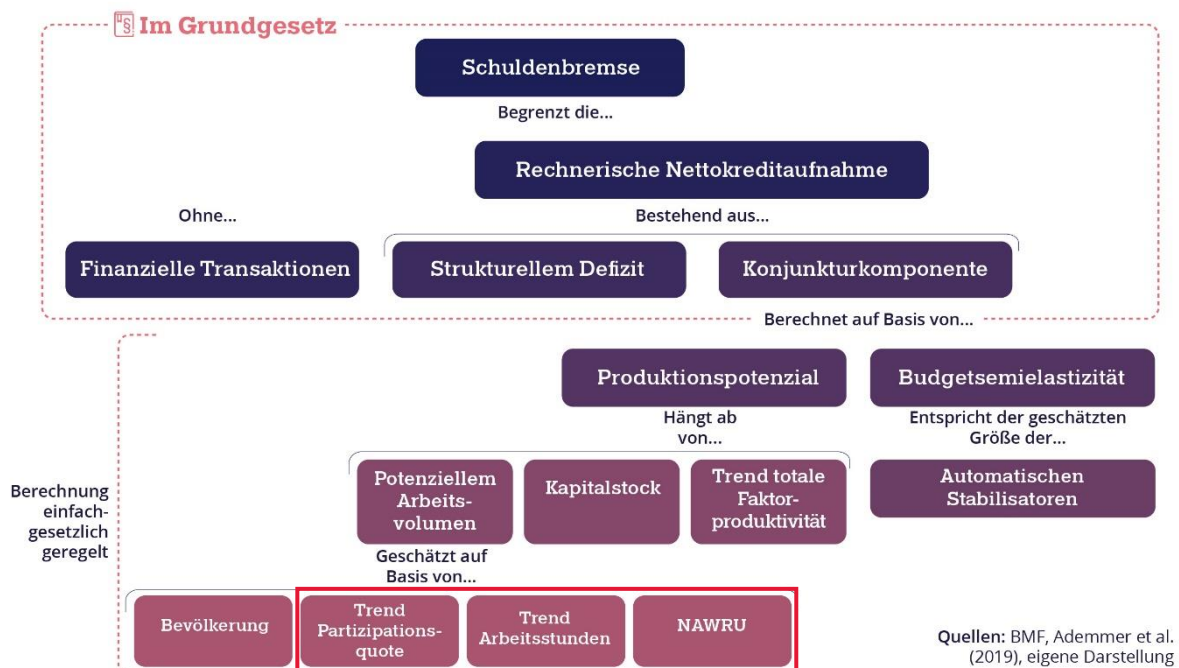 Im Grundgesetz
Schuldenbremse
Begrenzt die...
Rechnerische Nettokreditaufnahme
Ohne...
Bestehend aus...
Finanzielle Transaktionen
Strukturellem Defizit
Konjunkturkomponente
Berechnet auf Basis von...
Produktionspotenzial
Budgetsemielastizität
Hängt ab
von...
Entspricht der geschätzten
Größe der...
Berechnung
einfach-
gesetzlich
geregelt
Potenziellem
Arbeits-
volumen
Kapitalstock
Trend totale
Faktor-
produktivität
Automatischen
Stabilisatoren
Geschätzt auf
Basis von...
Bevölkerung
Trend
Partizipations-
quote
Trend
Arbeitsstunden
NAWRU
Quellen: BMF, Ademmer et al.
(2019), eigene Darstellung